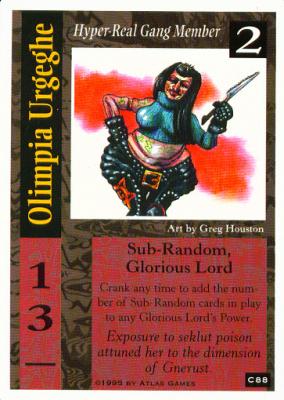 Hyper-Real Gang Member
2
Olimpia Urgeghe
Art by Greg Houston
Sub-Random,
Glorious Lord
Crank any time to add the num-
ber of Sub-Random cards in play
to any Glorious Lord's Power.
Exposure to seklut poison
attuned her to the dimension
of Gnerust.
1
3
©1995 BY ATLAS GAMES
C88